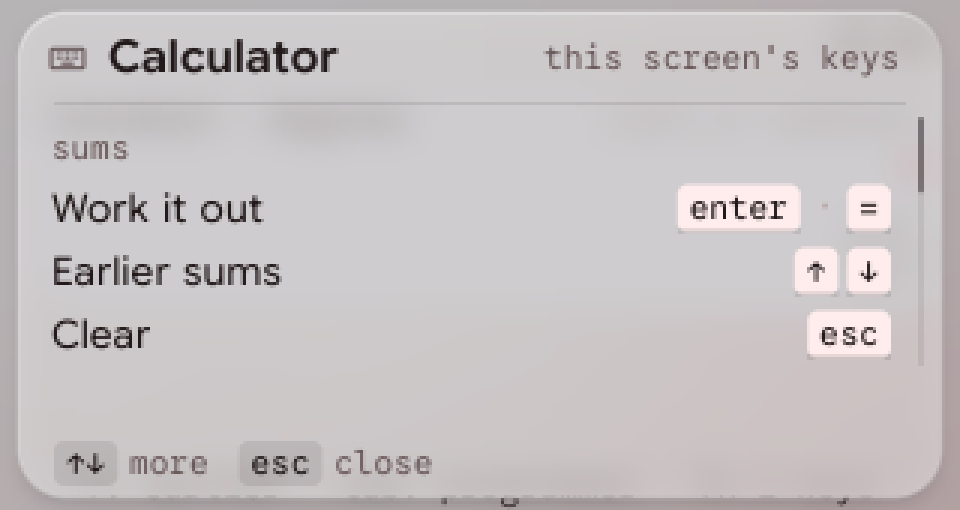 Calculator this screen's keys
sums
Work it out enter · =
Earlier sums ↑ ↓
Clear esc
↑↓ more esc close